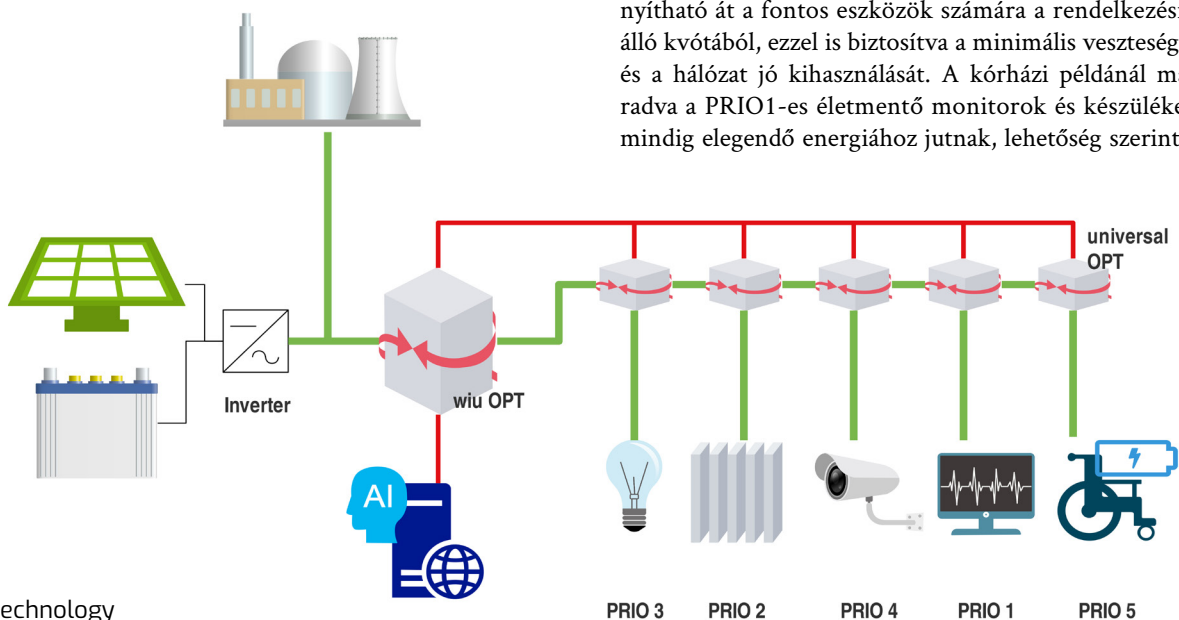 nyítható át a fontos eszközök számára a rendelkezés
álló kvótából, ezzel is biztosítva a minimális veszteség
és a hálózat jó kihasználását. A kórházi példánál ma
radva a PRIO1-es életmentő monitorok és készüléke
mindig elegendő energiához jutnak, lehetőség szerint
universal
OPT
Inverter
wiu OPT
AI
PRIO 3 PRIO 2 PRIO 4 PRIO 1 PRIO 5
echnology